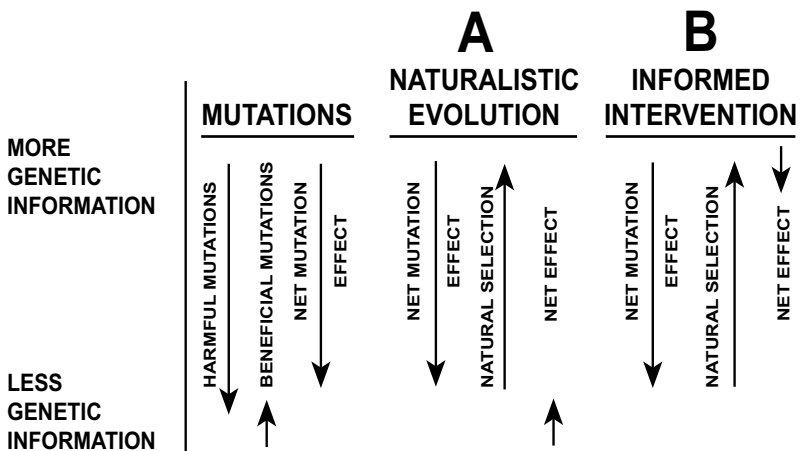 A
B
NATURALISTIC
EVOLUTION
INFORMED
INTERVENTION
MUTATIONS
MORE
GENETIC
INFORMATION
HARMFUL MUTATIONS
BENEFICIAL MUTATIONS
NET MUTATION
EFFECT
NET MUTATION
EFFECT
NATURAL SELECTION
NET EFFECT
NET MUTATION
EFFECT
NATURAL SELECTION
NET EFFECT
LESS
GENETIC
INFORMATION